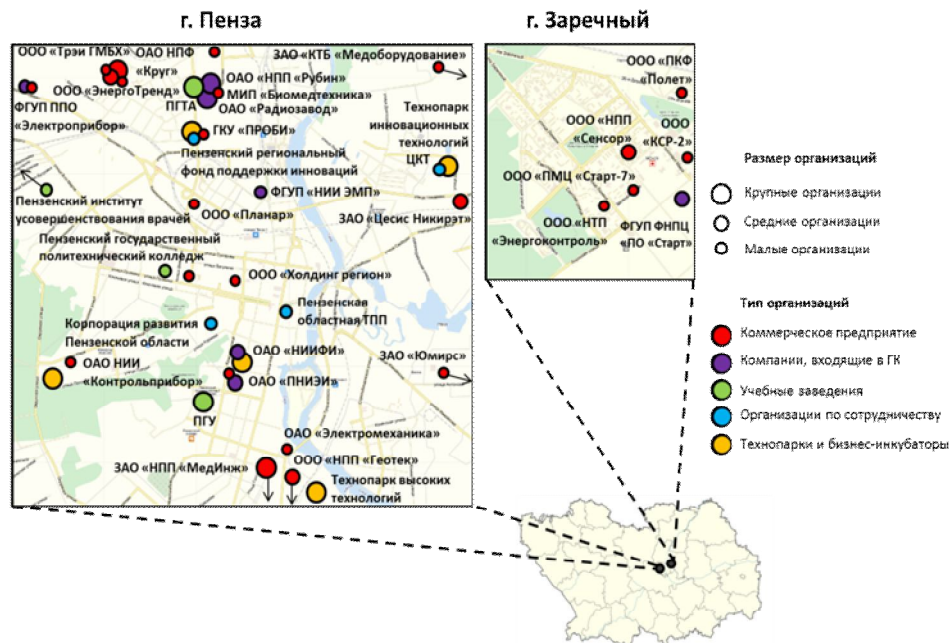 г. Пенза
г. Заречный
ООО «Трэи ГМБХ»
ОАО НПФ
«Круг»
ООО «ЭнергоТренд»
ФГУП ППО
«Электроприбор»
ПГТА
ОАО «НПП «Рубин»
МИП «Биомедтехника»
ОАО «Радиозавод»
ЗАО «КТБ «Медоборудование»
Технопарк
инновационных
технологий
ЦКТ
ГКУ «ПРОБИ»
Пензенский региональный
фонд поддержки инноваций
ФГУП «НИИ ЭМП»
Пензенский институт
усовершенствования врачей
ООО «Планар»
ЗАО «Цесис Никирэт»
Пензенский государственный
политехнический колледж
ООО «Холдинг регион»
Пензенская
областная ТПП
Корпорация развития
Пензенской области
ОАО НИИ
«Контрольприбор»
ОАО «НИИФИ»
ОАО «ПНИЭИ»
ЗАО «Юмирс»
ПГУ
ОАО «Электромеханика»
ЗАО «НПП «МедИнж»
ООО «НПП «Геотек»
Технопарк высоких
технологий
ООО «ПКФ
«Полет»
ООО «НПП
«Сенсор»
ООО
«КСР-2»
ООО «ПМЦ «Старт-7»
ООО «НТП
«Энергоконтроль»
ФГУП ФНПЦ
«ПО «Старт»
Размер организаций
Крупные организации
Средние организации
Малые организации
Тип организаций
Коммерческое предприятие
Компании, входящие в ГК
Учебные заведения
Организации по сотрудничеству
Технопарки и бизнес-инкубаторы